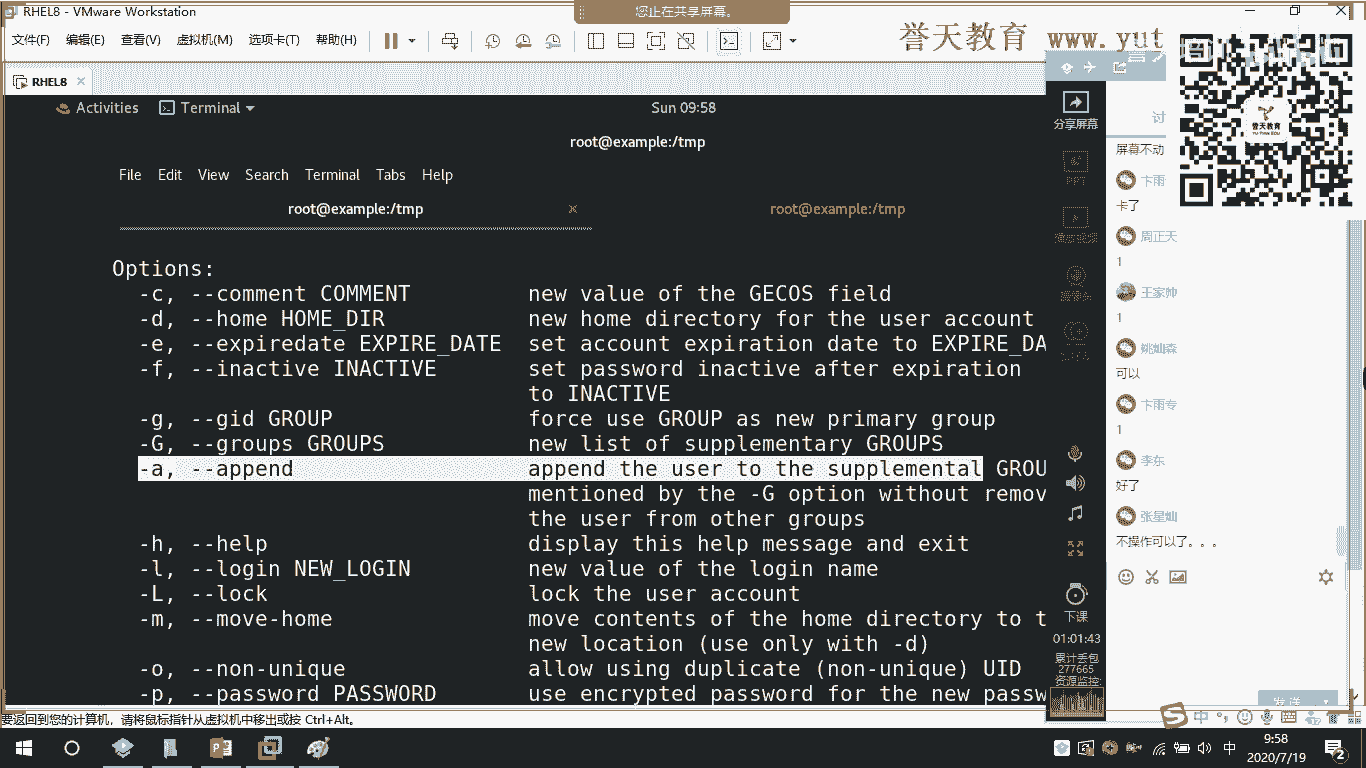 RHEL8 - VMware Workstation
您正在共享屏幕。
文件(F) 编辑(E) 查看(V) 虚拟机(M) 选项卡(T) 帮助(H)
誉天教育 www.yut
RHEL8
Activities Terminal Sun 09:58
root@example:/tmp
File Edit View Search Terminal Tabs Help
root@example:/tmp root@example:/tmp
Options:
-c, --comment COMMENT new value of the GECOS field
-d, --home HOME_DIR new home directory for the user account
-e, --expiredate EXPIRE_DATE set account expiration date to EXPIRE_DA
-f, --inactive INACTIVE set password inactive after expiration
to INACTIVE
-g, --gid GROUP force use GROUP as new primary group
-G, --groups GROUPS new list of supplementary GROUPS
-a, --append append the user to the supplemental GROU
mentioned by the -G option without remov
the user from other groups
-h, --help display this help message and exit
-l, --login NEW_LOGIN new value of the login name
-L, --lock lock the user account
-m, --move-home move contents of the home directory to t
new location (use only with -d)
-o, --non-unique allow using duplicate (non-unique) UID
-p, --password PASSWORD use encrypted password for the new passw
分享屏幕
PPT
下课
01:01:43
累计丢包
277665
资源监控:
讨
誉天教育
屏幕不动
卞雨
卡了
周正天
1
王家帅
1
姚灿森
可以
卞雨专
1
李东
好了
张星灿
不操作可以了。。。
发送
要返回到您的计算机，请将鼠标指针从虚拟机中移出或按 Ctrl+Alt。
中
中
9:58
2020/7/19
2